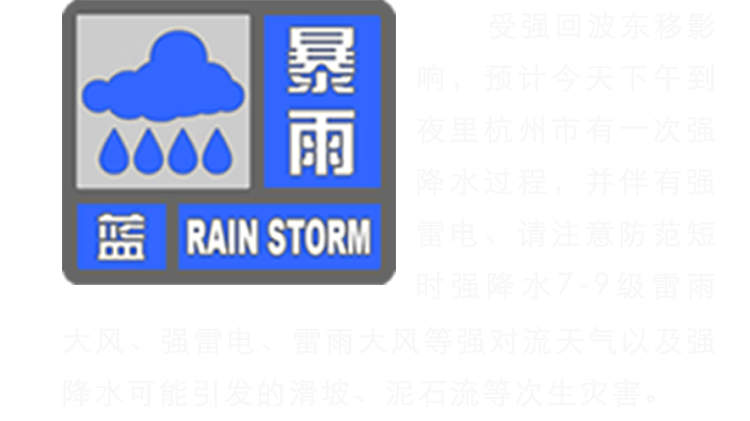 暴
雨
蓝 RAIN STORM
受强回波东移影
响，预计今天下午到
夜里杭州市有一次强
降水过程，并伴有强
雷电、请注意防范短
时强降水7-9级雷雨
大风、强雷电、雷雨大风等强对流天气以及强
降水可能引发的滑坡、泥石流等次生灾害。